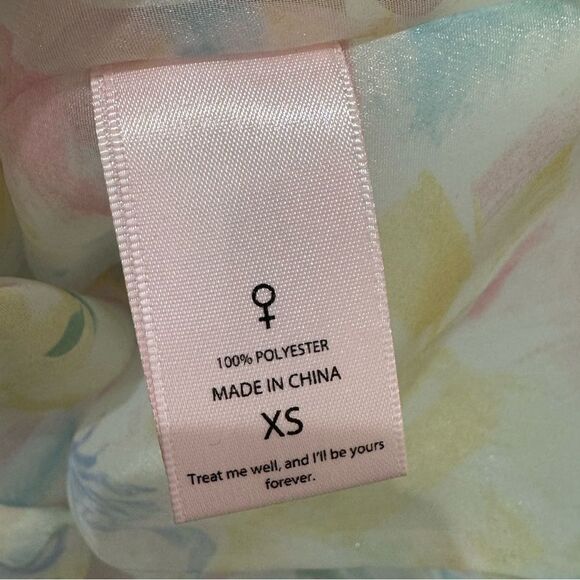 100% POLYESTER
MADE IN CHINA
XS
Treat me well, and I'll be yours
forever.